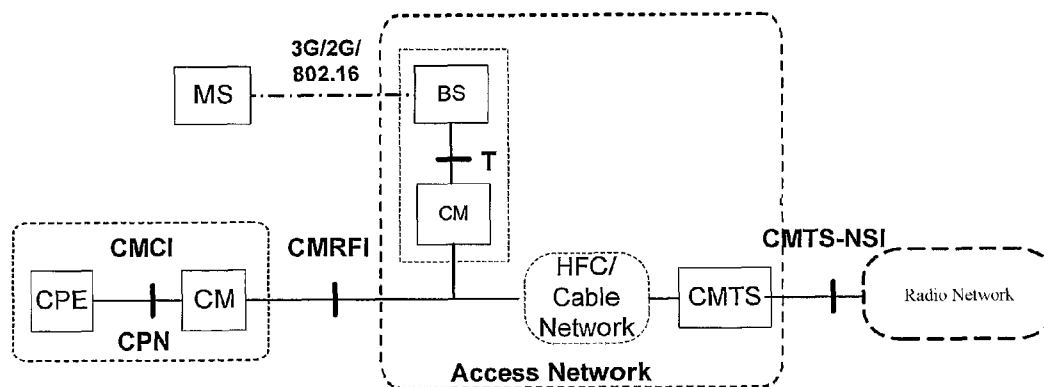 3G/2G/
802.16
MS
BS
T
CM
CMCI
CMRFI
CMTS-NSI
CPE
CM
HFC/
Cable
Network
CMTS
Radio Network
CPN
Access Network